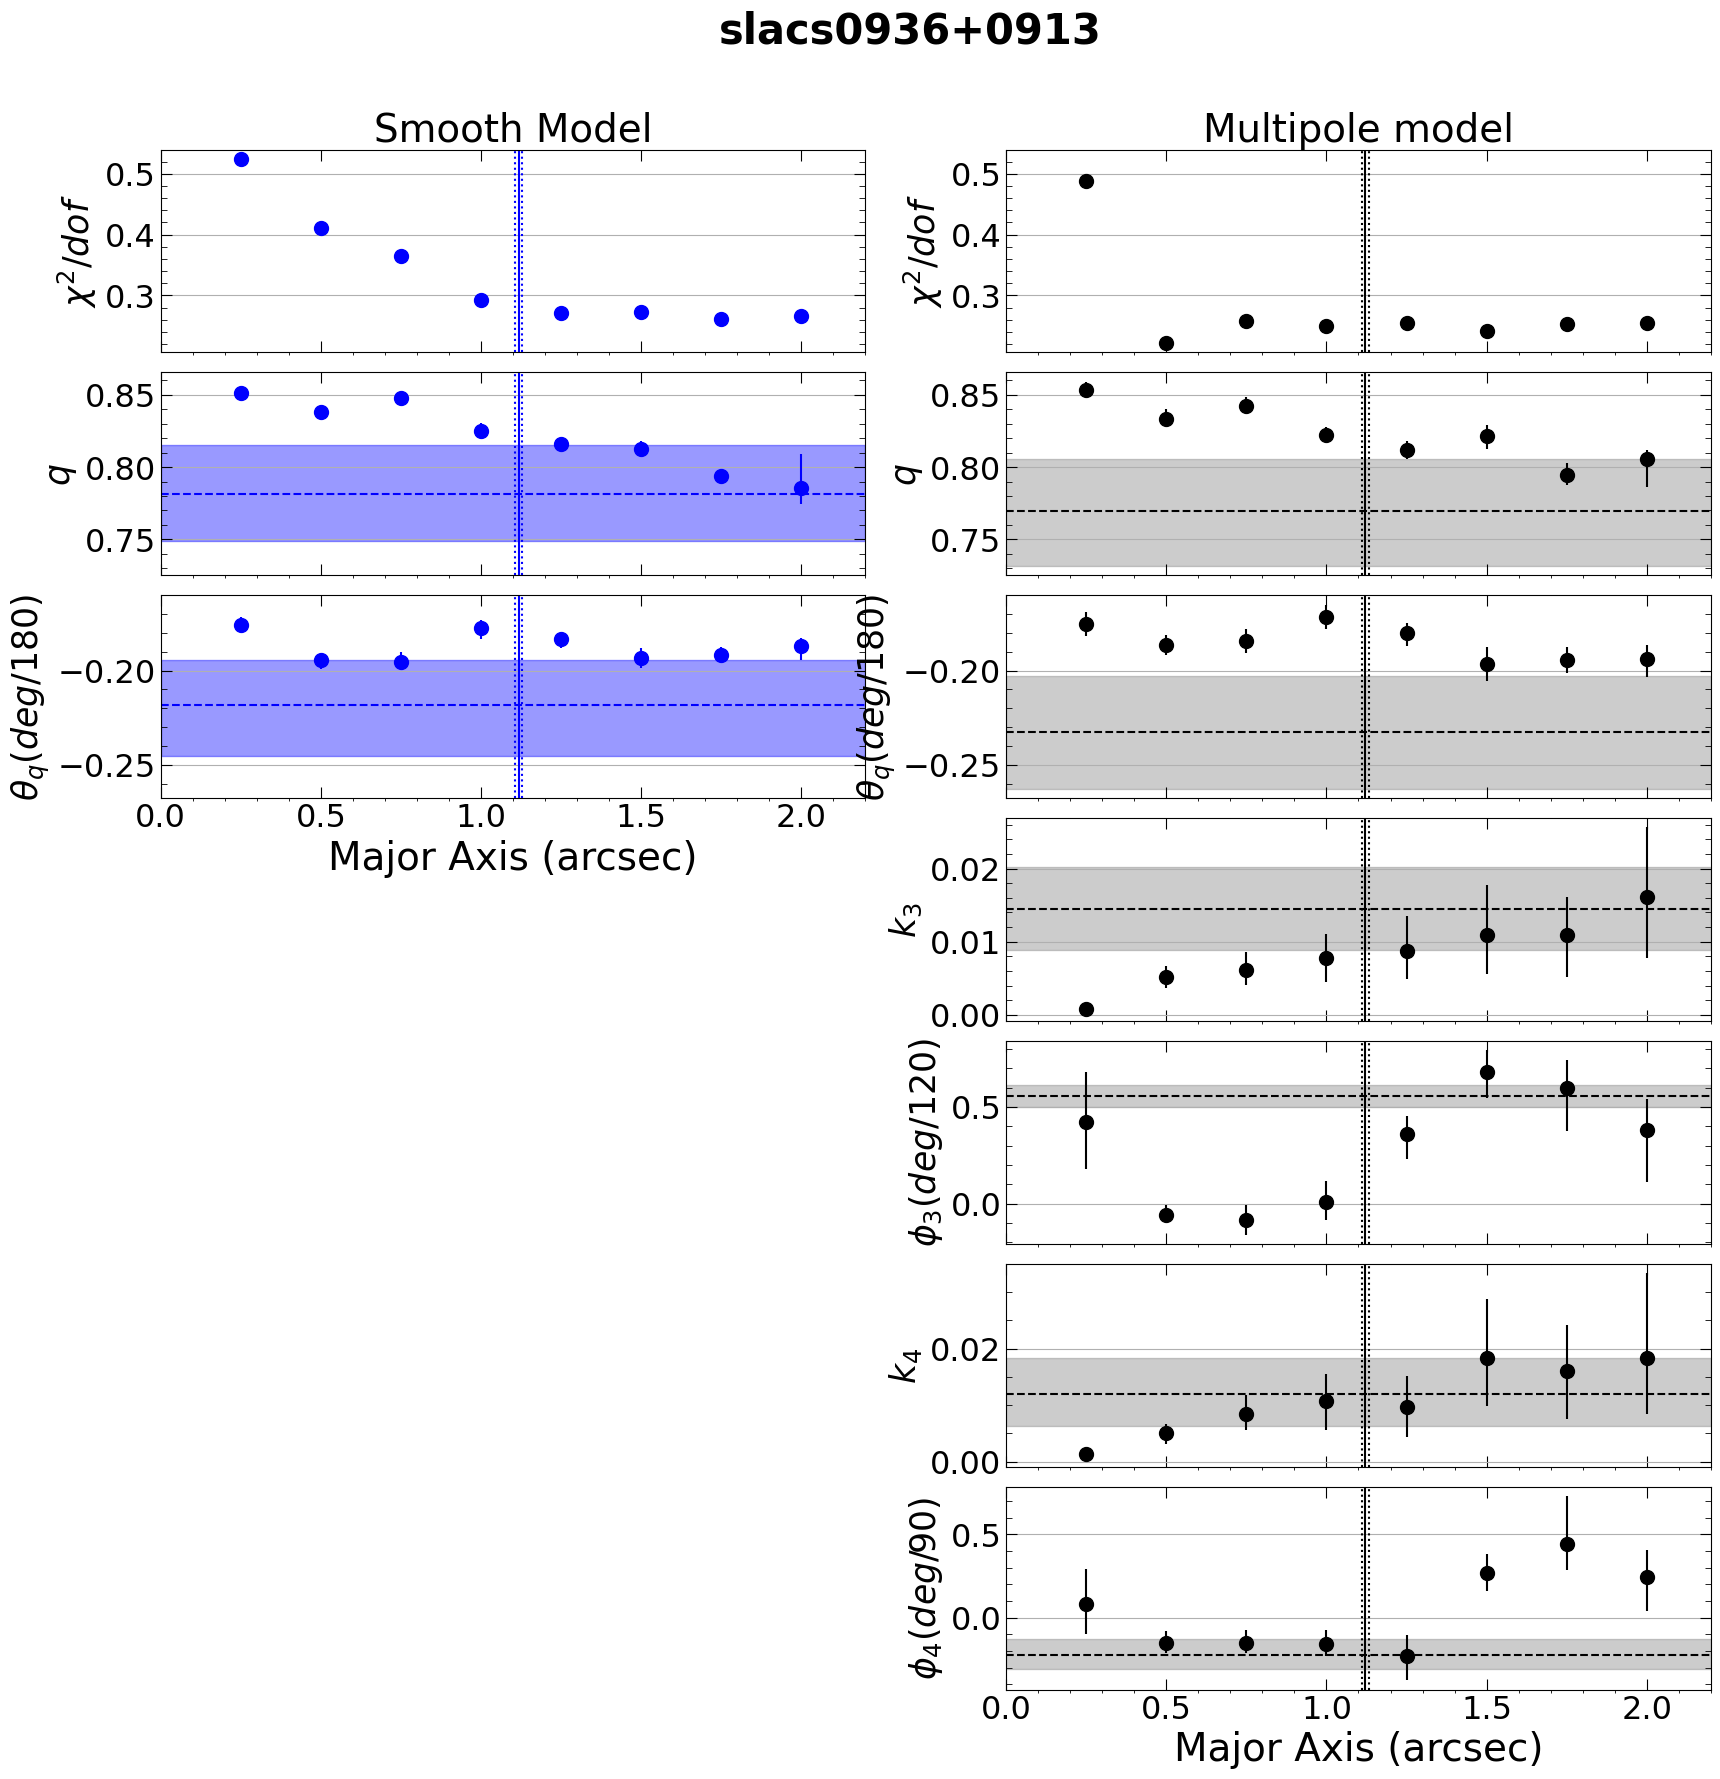 slacs0936+0913
Smooth Model
0.5
0.4
0.3
χ²/dof
0.85
0.80
0.75
q
−0.20
−0.25
θ_q(deg/180)
0.0 0.5 1.0 1.5 2.0
Major Axis (arcsec)
Multipole model
0.5
0.4
0.3
χ²/dof
0.85
0.80
0.75
q
−0.20
−0.25
θ_q(deg/180)
0.02
0.01
0.00
k₃
0.5
0.0
ϕ₃(deg/120)
0.02
0.00
k₄
0.5
0.0
ϕ₄(deg/90)
0.0 0.5 1.0 1.5 2.0
Major Axis (arcsec)